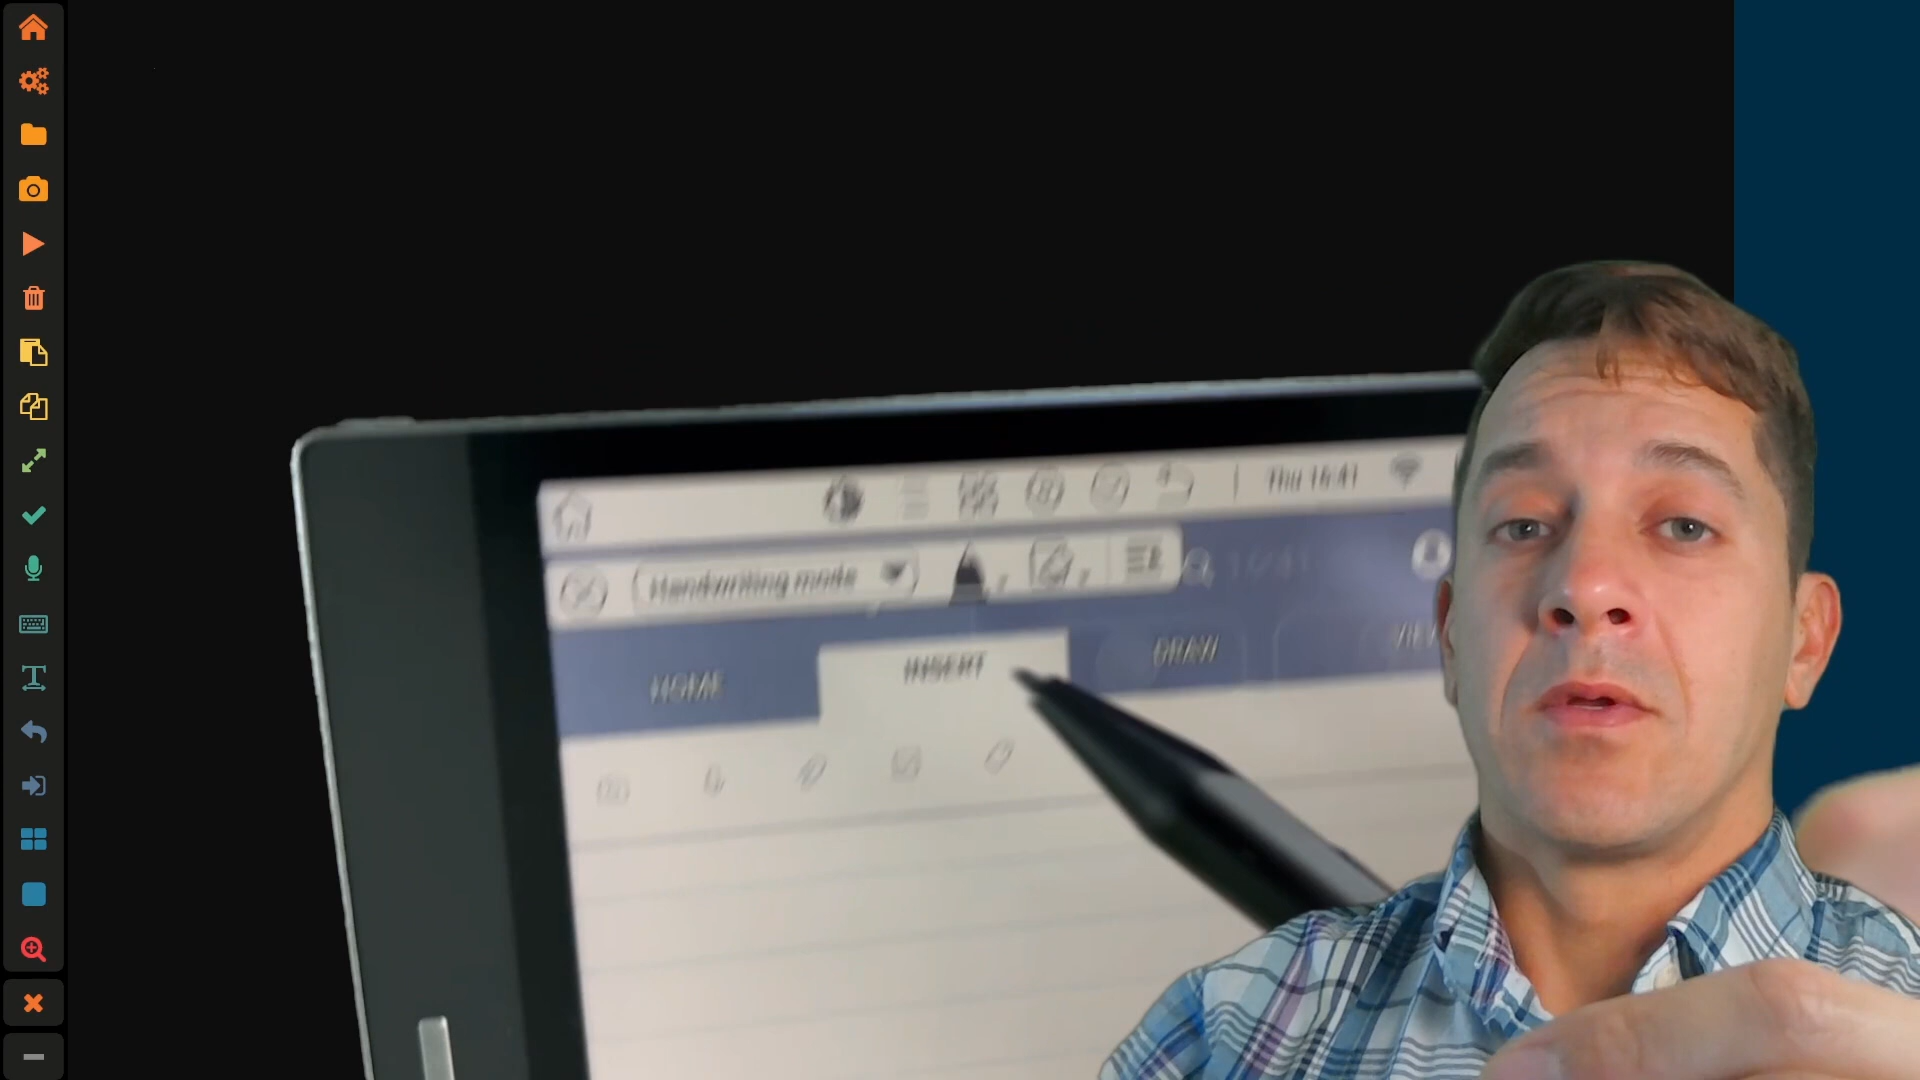 Thu 16:41
Handwriting mode
HOME
INSERT
DRAW